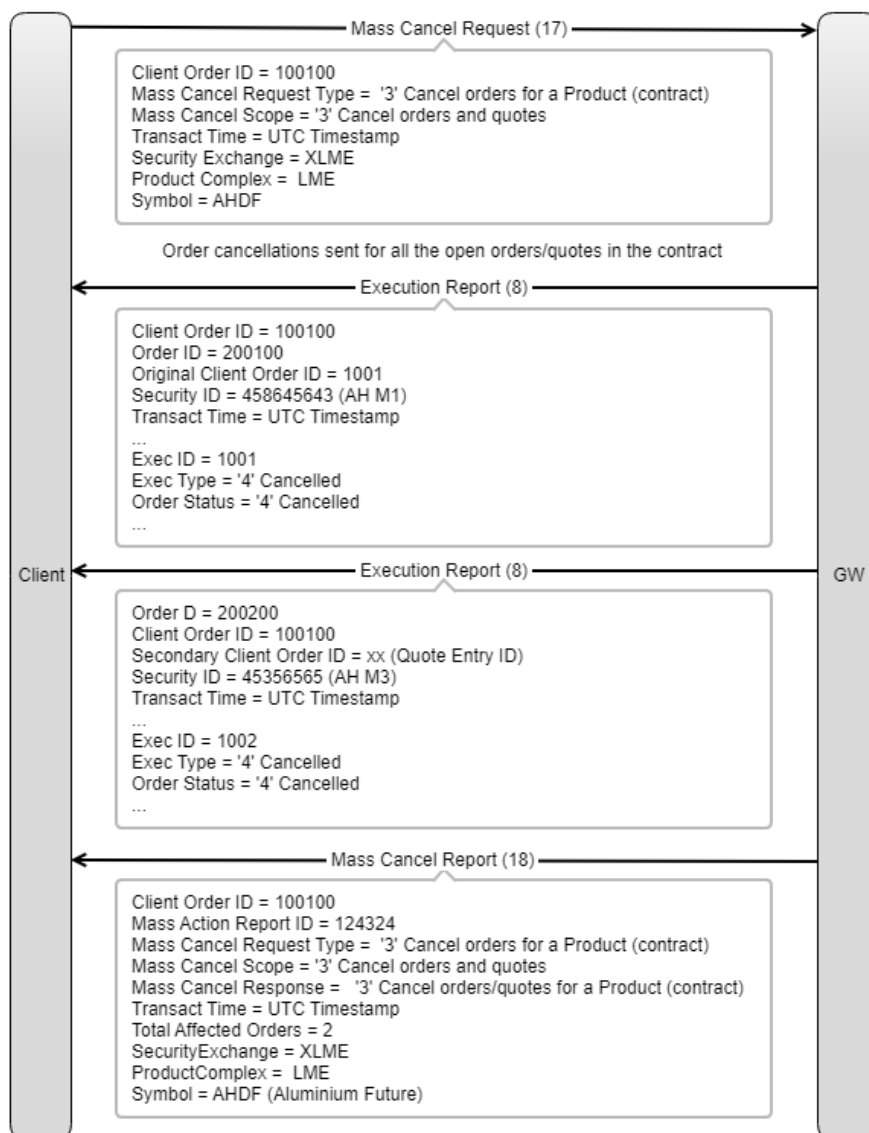 Mass Cancel Request (17)
Client Order ID = 100100
Mass Cancel Request Type =  '3' Cancel orders for a Product (contract)
Mass Cancel Scope = '3' Cancel orders and quotes
Transact Time = UTC Timestamp
Security Exchange = XLME
Product Complex =  LME
Symbol = AHDF
Order cancellations sent for all the open orders/quotes in the contract
Execution Report (8)
Client Order ID = 100100
Order ID = 200100
Original Client Order ID = 1001
Security ID = 458645643 (AH M1)
Transact Time = UTC Timestamp
...
Exec ID = 1001
Exec Type = '4' Cancelled
Order Status = '4' Cancelled
...
Client
Execution Report (8)
GW
Order D = 200200
Client Order ID = 100100
Secondary Client Order ID = xx (Quote Entry ID)
Security ID = 45356565 (AH M3)
Transact Time = UTC Timestamp
...
Exec ID = 1002
Exec Type = '4' Cancelled
Order Status = '4' Cancelled
...
Mass Cancel Report (18)
Client Order ID = 100100
Mass Action Report ID = 124324
Mass Cancel Request Type =  '3' Cancel orders for a Product (contract)
Mass Cancel Scope = '3' Cancel orders and quotes
Mass Cancel Response =   '3' Cancel orders/quotes for a Product (contract)
Transact Time = UTC Timestamp
Total Affected Orders = 2
SecurityExchange = XLME
ProductComplex =  LME
Symbol = AHDF (Aluminium Future)